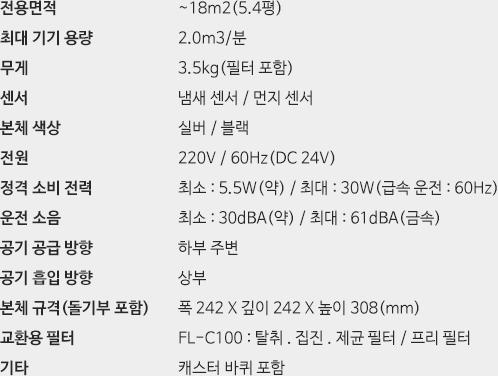 전용면적 ~18m2(5.4평)
최대 기기 용량 2.0m3/분
무게 3.5kg(필터 포함)
센서 냄새 센서 / 먼지 센서
본체 색상 실버 / 블랙
전원 220V / 60Hz(DC 24V)
정격 소비 전력 최소 : 5.5W(약) / 최대 : 30W(급속 운전 : 60Hz)
운전 소음 최소 : 30dBA(약) / 최대 : 61dBA(금속)
공기 공급 방향 하부 주변
공기 흡입 방향 상부
본체 규격(돌기부 포함) 폭 242 X 깊이 242 X 높이 308(mm)
교환용 필터 FL-C100 : 탈취 . 집진 . 제균 필터 / 프리 필터
기타 캐스터 바퀴 포함